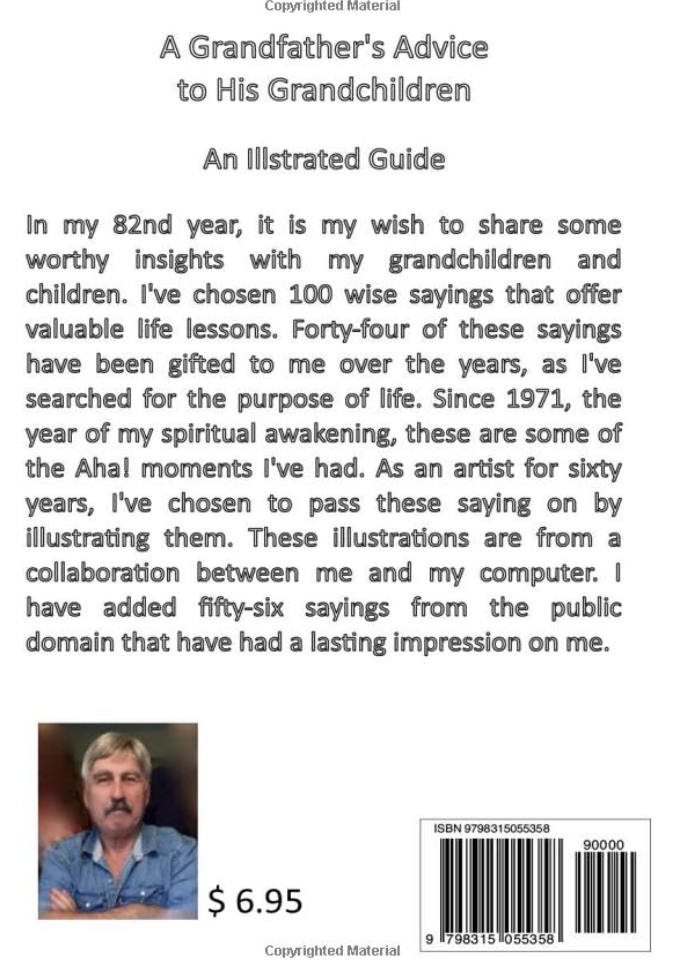 Copyrighted Material
A Grandfather's Advice
to His Grandchildren
An Illstrated Guide
In my 82nd year, it is my wish to share some
worthy insights with my grandchildren and
children. I've chosen 100 wise sayings that offer
valuable life lessons. Forty-four of these sayings
have been gifted to me over the years, as I've
searched for the purpose of life. Since 1971, the
year of my spiritual awakening, these are some of
the Aha! moments I've had. As an artist for sixty
years, I've chosen to pass these saying on by
illustrating them. These illustrations are from a
collaboration between me and my computer. I
have added fifty-six sayings from the public
domain that have had a lasting impression on me.
$ 6.95
ISBN 9798315055358
90000
9 798315 055358
Copyrighted Material